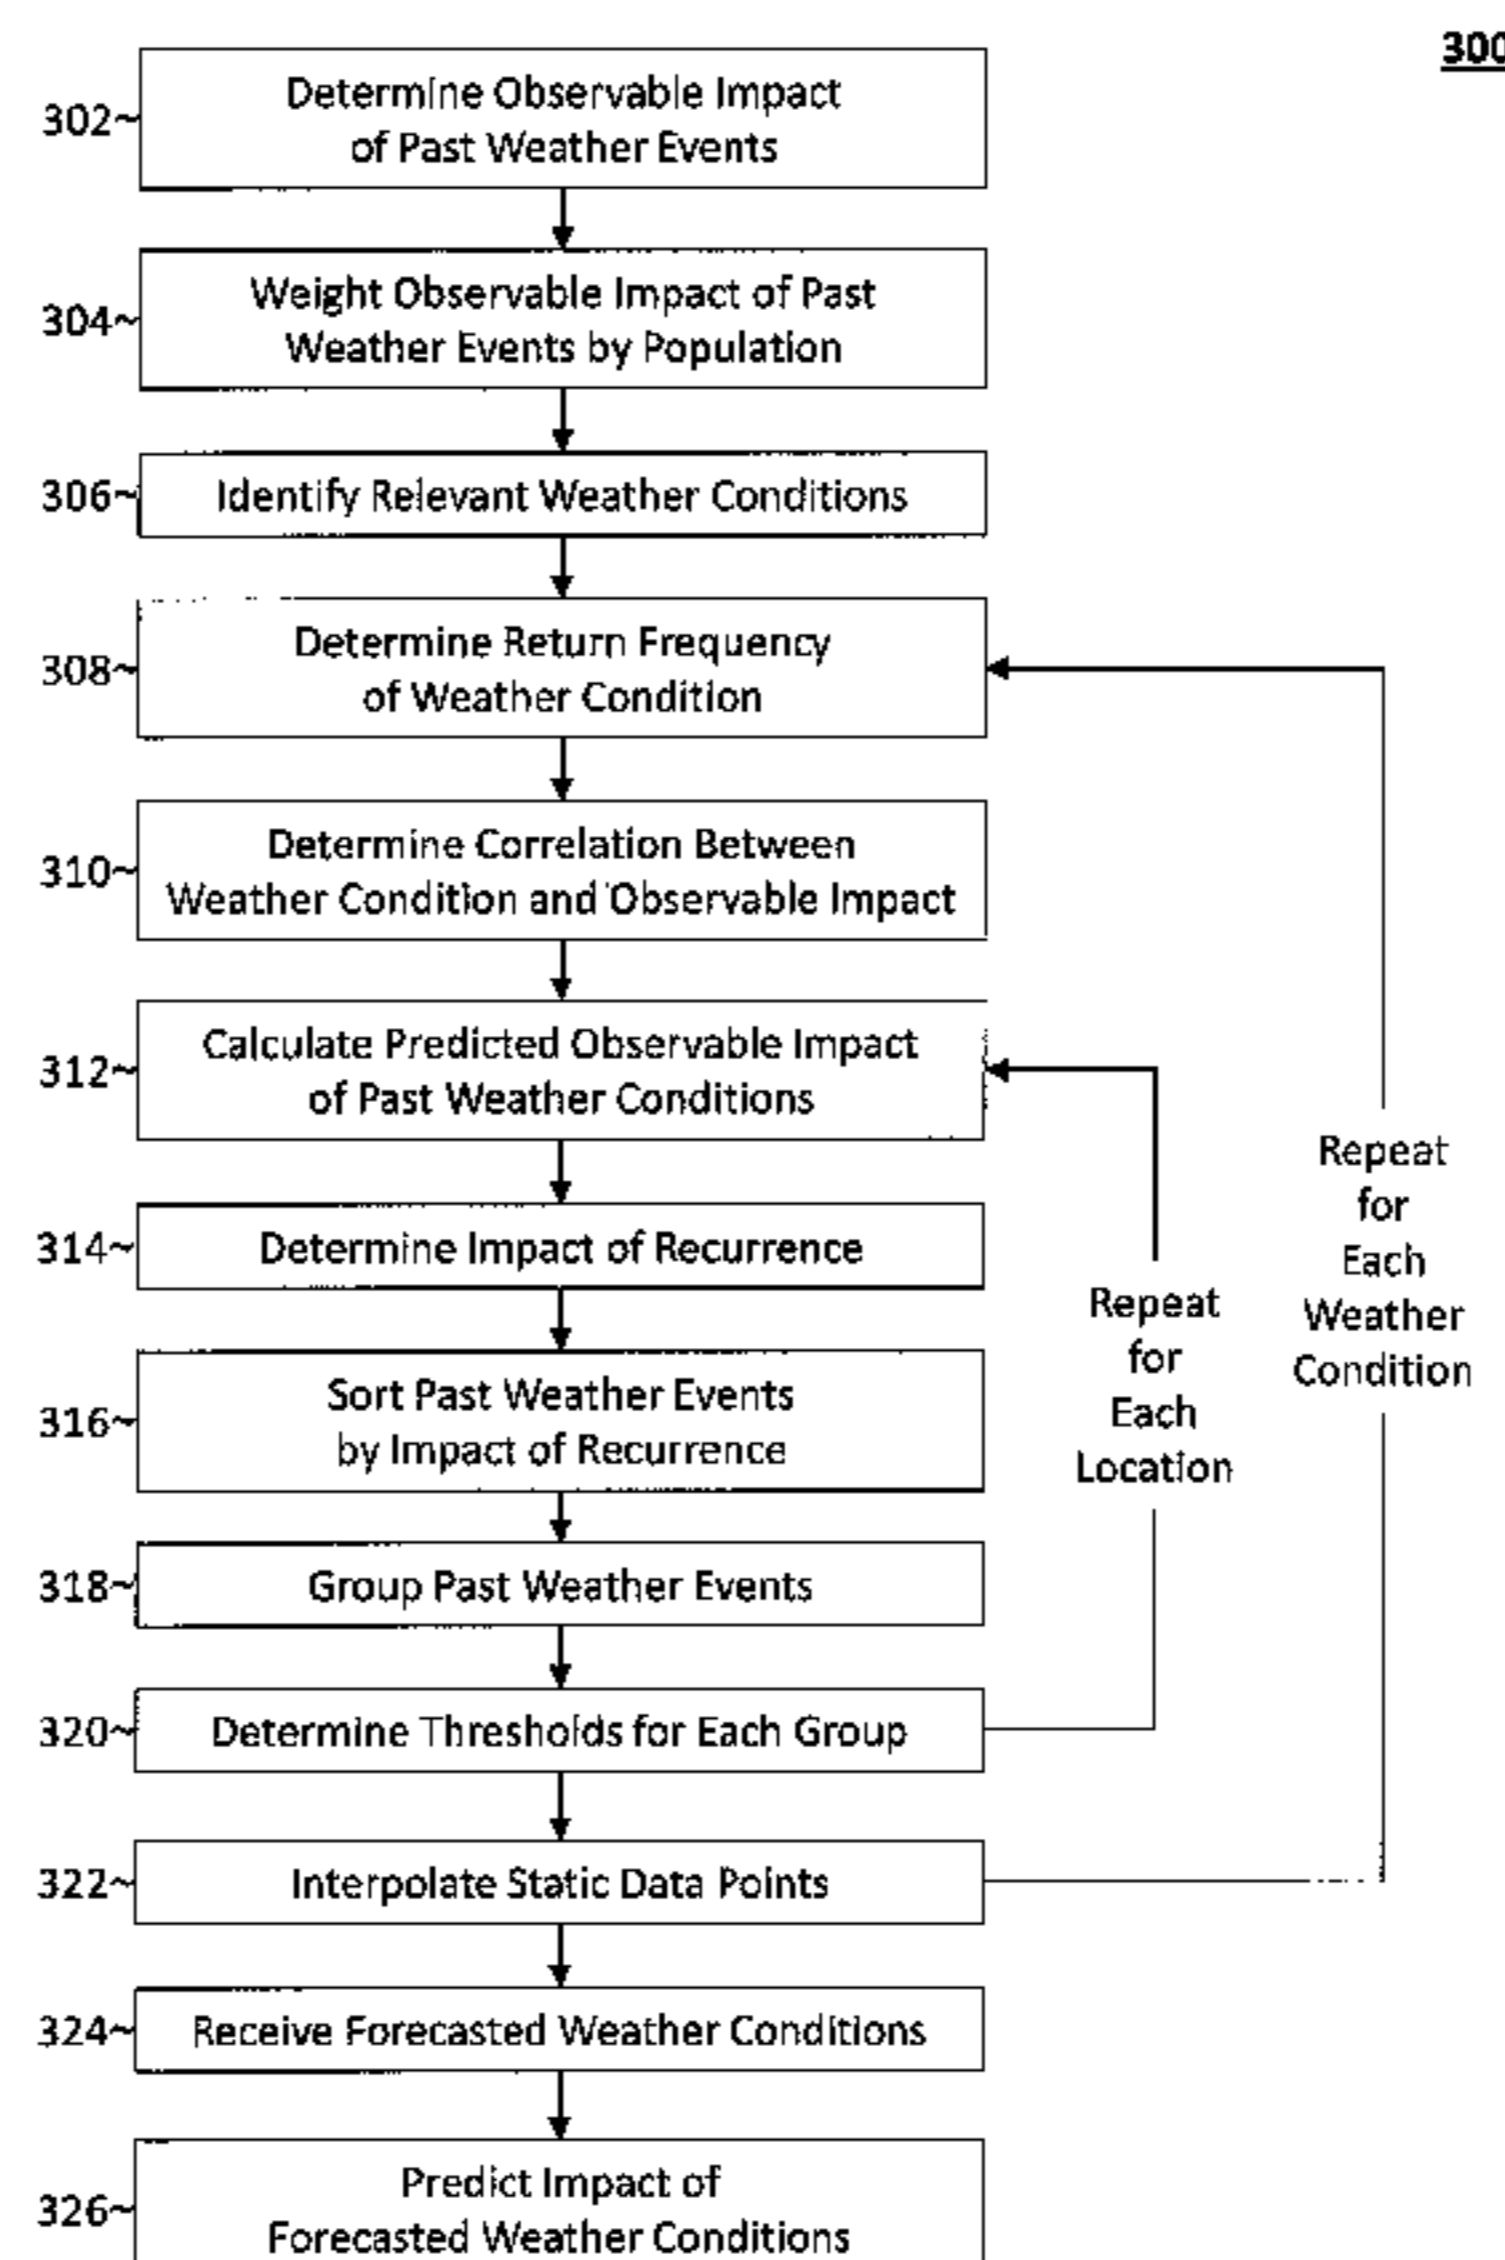 300
302~
Determine Observable Impact
of Past Weather Events
304~
Weight Observable Impact of Past
Weather Events by Population
306~
Identify Relevant Weather Conditions
308~
Determine Return Frequency
of Weather Condition
310~
Determine Correlation Between
Weather Condition and Observable Impact
312~
Calculate Predicted Observable Impact
of Past Weather Conditions
314~
Determine Impact of Recurrence
316~
Sort Past Weather Events
by Impact of Recurrence
318~
Group Past Weather Events
320~
Determine Thresholds for Each Group
322~
Interpolate Static Data Points
324~
Receive Forecasted Weather Conditions
326~
Predict Impact of
Forecasted Weather Conditions
Repeat
for
Each
Location
Repeat
for
Each
Weather
Condition